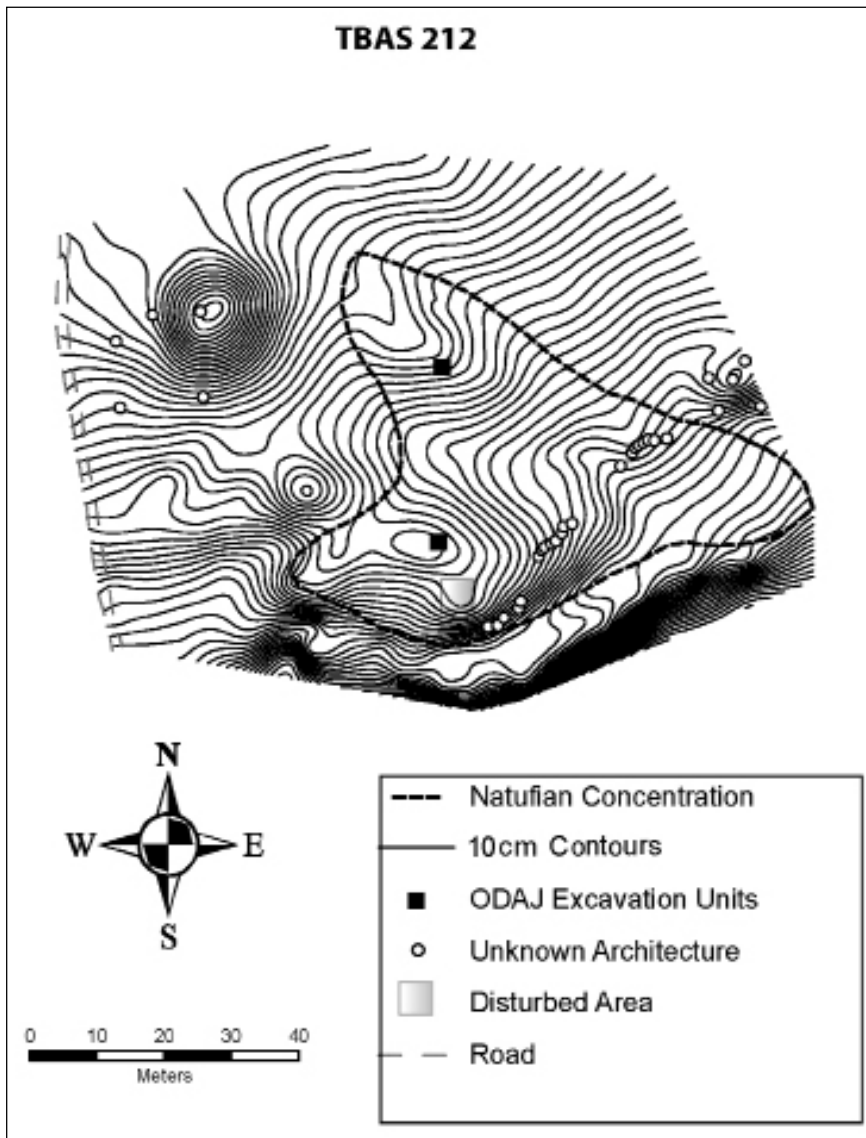 TBAS 212
N
W E
S
0 10 20 30 40
Meters
Natufian Concentration
10cm Contours
ODAJ Excavation Units
Unknown Architecture
Disturbed Area
Road